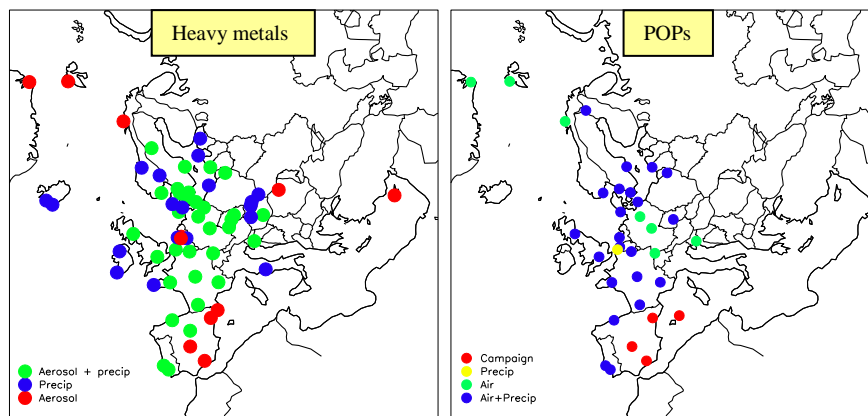 Heavy metals
Aerosol + precip
Precip
Aerosol
POPs
Campaign
Precip
Air
Air+Precip